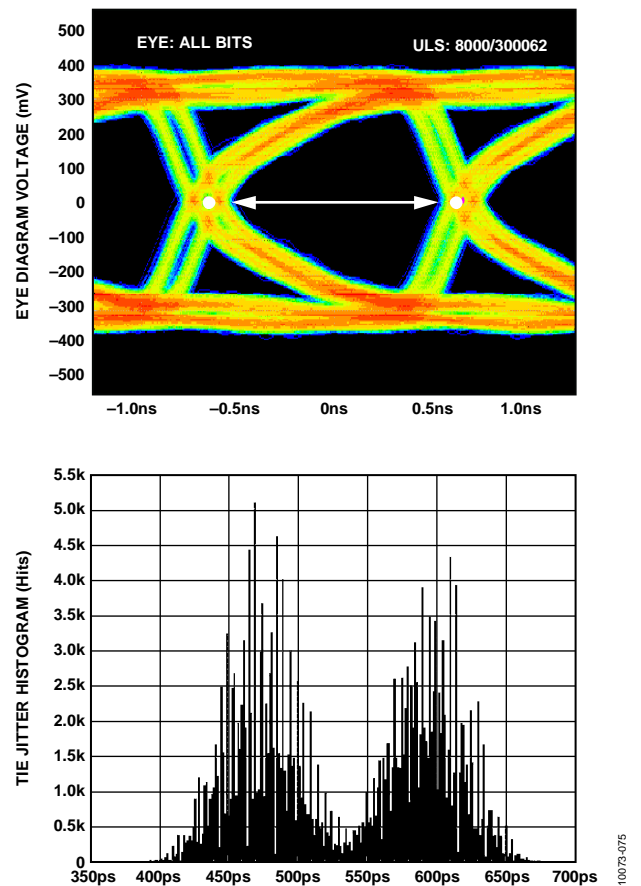 EYE: ALL BITS
ULS: 8000/300062
EYE DIAGRAM VOLTAGE (mV)
500
400
300
200
100
0
–100
–200
–300
–400
–500
–1.0ns –0.5ns 0ns 0.5ns 1.0ns
TIE JITTER HISTOGRAM (Hits)
5.5k
5.0k
4.5k
4.0k
3.5k
3.0k
2.5k
2.0k
1.5k
1.0k
0.5k
0
350ps 400ps 450ps 500ps 550ps 600ps 650ps 700ps
10073-075